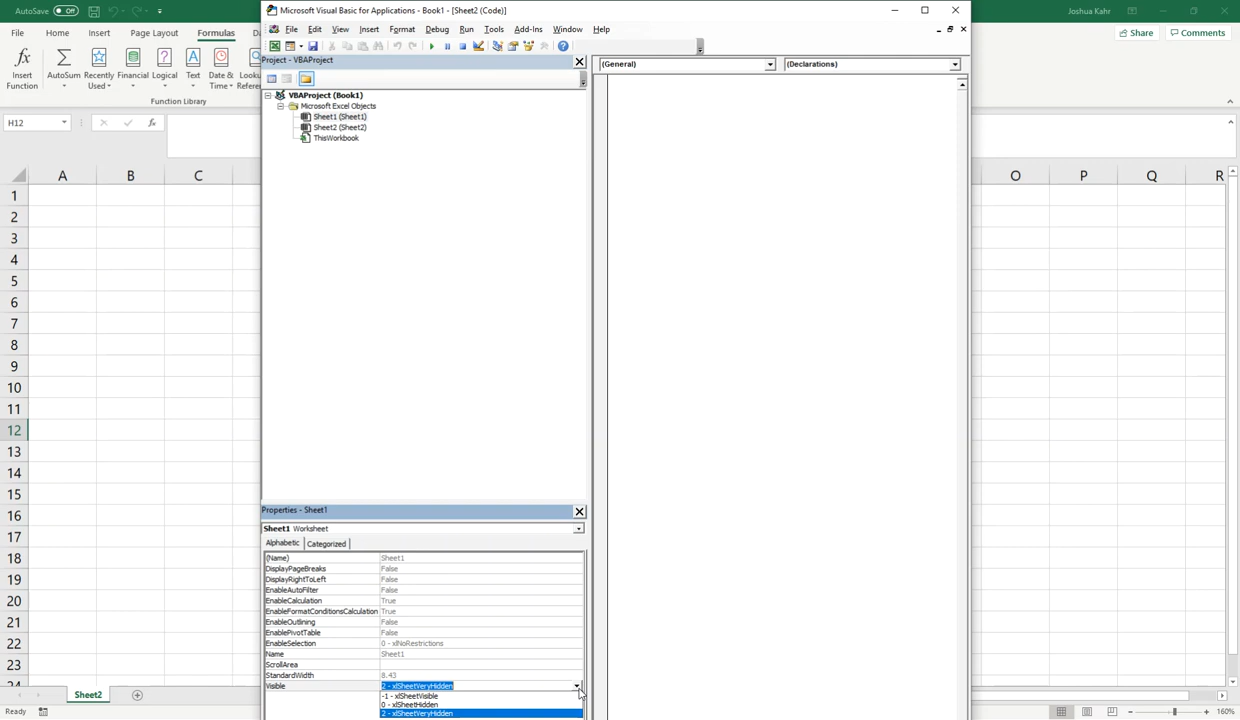 AutoSave Off
Microsoft Visual Basic for Applications - Book1 - [Sheet2 (Code)]
Joshua Kahr
File Home Insert Page Layout Formulas Da
File Edit View Insert Format Debug Run Tools Add-Ins Window Help
Share Comments
Insert Function
AutoSum
Recently Used
Financial
Logical
Text
Date & Time
Function Library
Project - VBAProject
(General) (Declarations)
VBAProject (Book1)
Microsoft Excel Objects
Sheet1 (Sheet1)
Sheet2 (Sheet2)
ThisWorkbook
H12 fx
A B C O P Q R
1
2
3
4
5
6
7
8
9
10
11
12
13
14
15
16
17
18
19
20
21
22
23
24
Properties - Sheet1
Sheet1 Worksheet
Alphabetic Categorized
(Name) Sheet1
DisplayPageBreaks False
DisplayRightToLeft False
EnableAutoFilter False
EnableCalculation True
EnableFormatConditionsCalculation True
EnableOutlining False
EnablePivotTable False
EnableSelection 0 - xlNoRestrictions
Name Sheet1
ScrollArea
StandardWidth 8.43
Visible 2 - xlSheetVeryHidden
-1 - xlSheetVisible
0 - xlSheetHidden
2 - xlSheetVeryHidden
Sheet2
Ready
160%